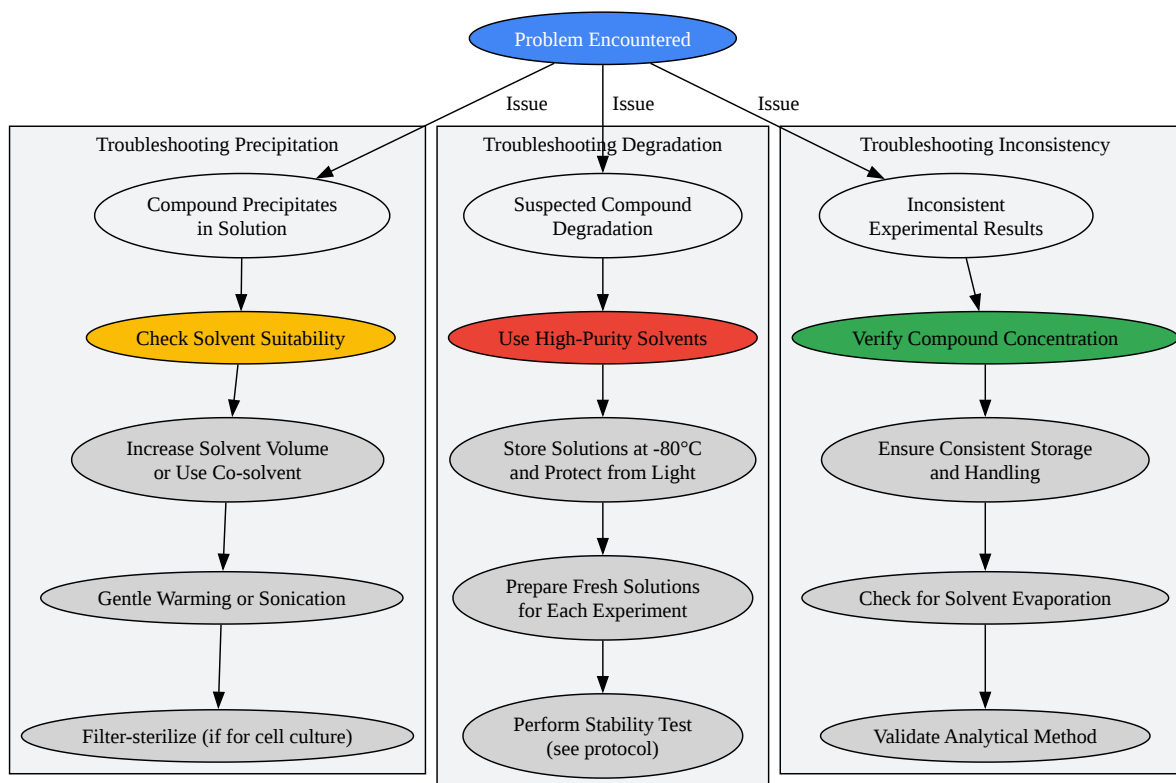 Problem Encountered
Issue
Issue
Issue
Troubleshooting Precipitation
Compound Precipitates
in Solution
Check Solvent Suitability
Increase Solvent Volume
or Use Co-solvent
Gentle Warming or Sonication
Filter-sterilize (if for cell culture)
Troubleshooting Degradation
Suspected Compound
Degradation
Use High-Purity Solvents
Store Solutions at -80°C
and Protect from Light
Prepare Fresh Solutions
for Each Experiment
Perform Stability Test
(see protocol)
Troubleshooting Inconsistency
Inconsistent
Experimental Results
Verify Compound Concentration
Ensure Consistent Storage
and Handling
Check for Solvent Evaporation
Validate Analytical Method